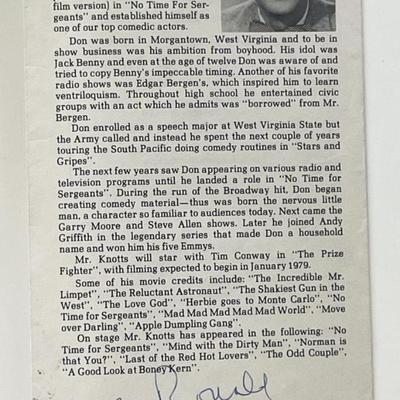 film version) in "No Time For Ser-
geants" and established himself as
one of our top comedic actors.
Don was born in Morgantown, West Virginia and to be in
show business was his ambition from boyhood. His idol was
Jack Benny and even at the age of twelve Don was aware of and
tried to copy Benny's impeccable timing. Another of his favorite
radio shows was Edgar Bergen's, which inspired him to learn
ventriloquism. Throughout high school he entertained civic
groups with an act which he admits was "borrowed" from Mr.
Bergen.
Don enrolled as a speech major at West Virginia State but
the Army called and instead he spent the next couple of years
touring the South Pacific doing comedy routines in "Stars and
Gripes".
The next few years saw Don appearing on various radio and
television programs until he landed a role in "No Time for
Sergeants". During the run of the Broadway hit, Don began
creating comedy material—thus was born the nervous little
man, a character so familiar to audiences today. Next came the
Garry Moore and Steve Allen shows. Later he joined Andy
Griffith in the legendary series that made Don a household
name and won him his five Emmys.
Mr. Knotts will star with Tim Conway in "The Prize
Fighter", with filming expected to begin in January 1979.
Some of his movie credits include: "The Incredible Mr.
Limpet", "The Reluctant Astronaut", "The Shakiest Gun in the
West", "The Love God", "Herbie goes to Monte Carlo", "No
Time for Sergeants", "Mad Mad Mad Mad Mad World", "Move
over Darling", "Apple Dumpling Gang".
On stage Mr. Knotts has appeared in the following: "No
Time for Sergeants", "Mind with the Dirty Man", "Norman is
that You?", "Last of the Red Hot Lovers", "The Odd Couple",
"A Good Look at Boney Kern".